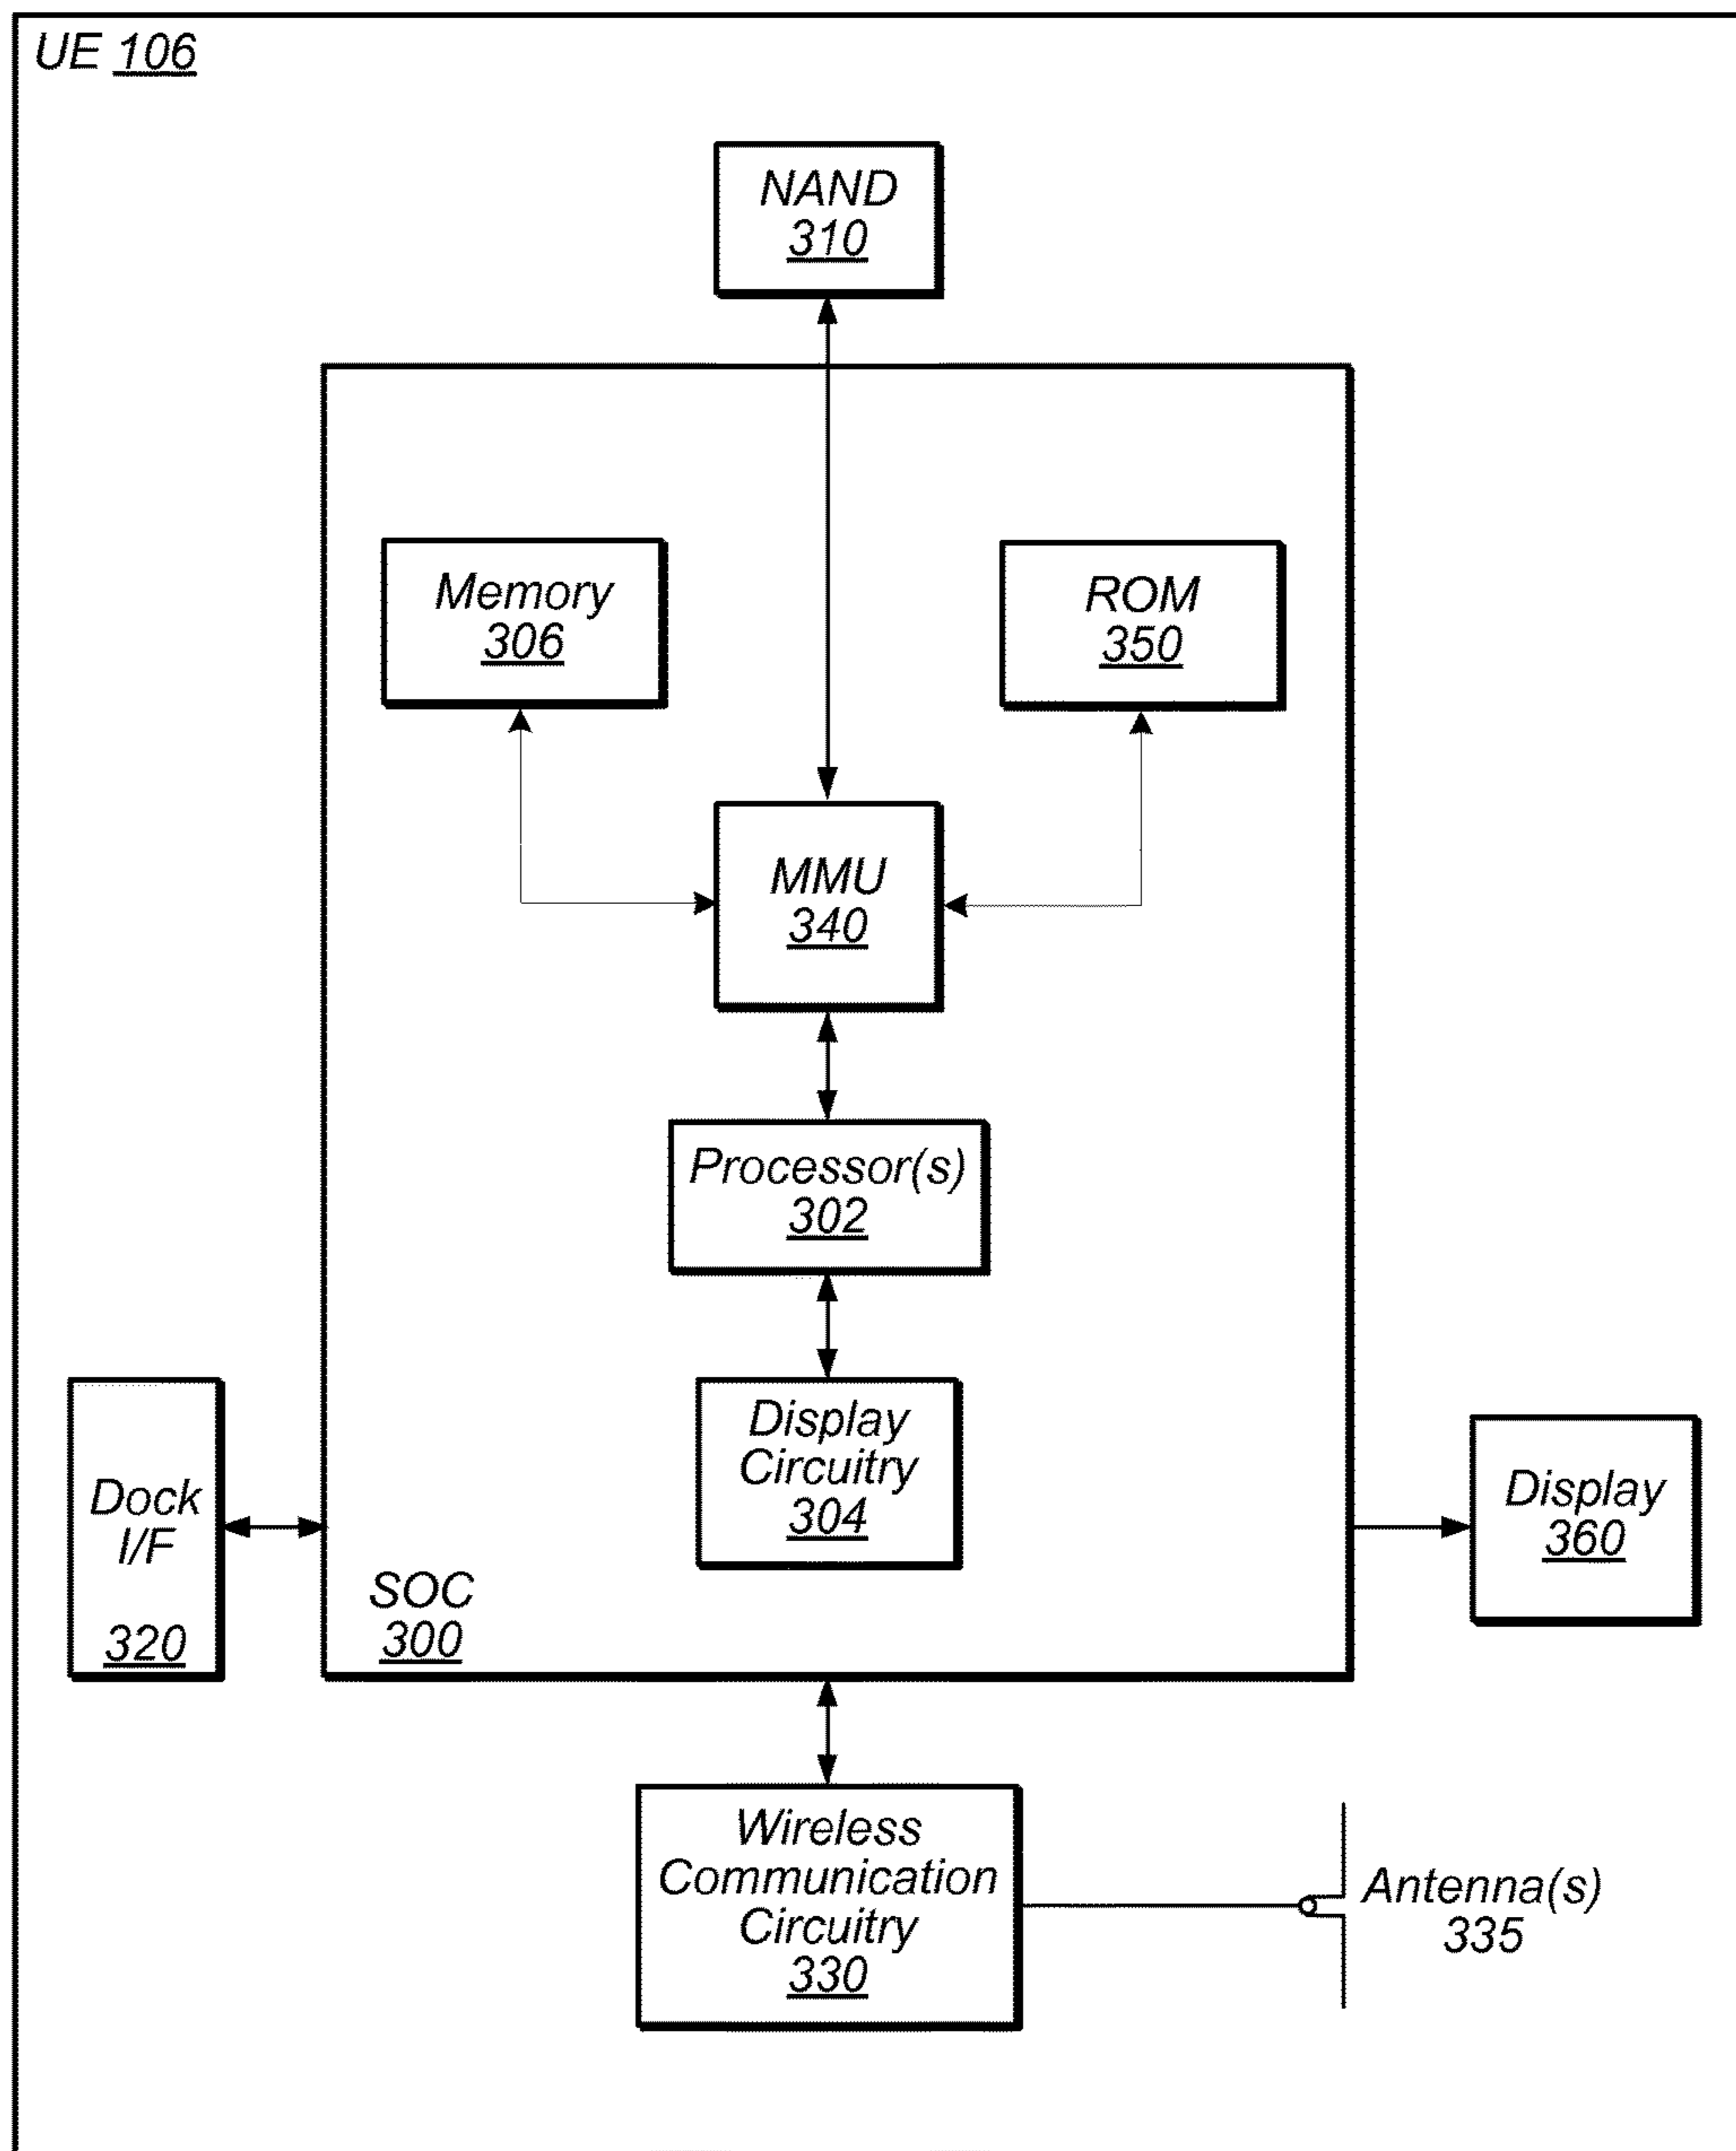 UE 106
NAND
310
Memory
306
ROM
350
MMU
340
Processor(s)
302
Display
Circuitry
304
Dock
I/F
320
SOC
300
Display
360
Wireless
Communication
Circuitry
330
Antenna(s)
335